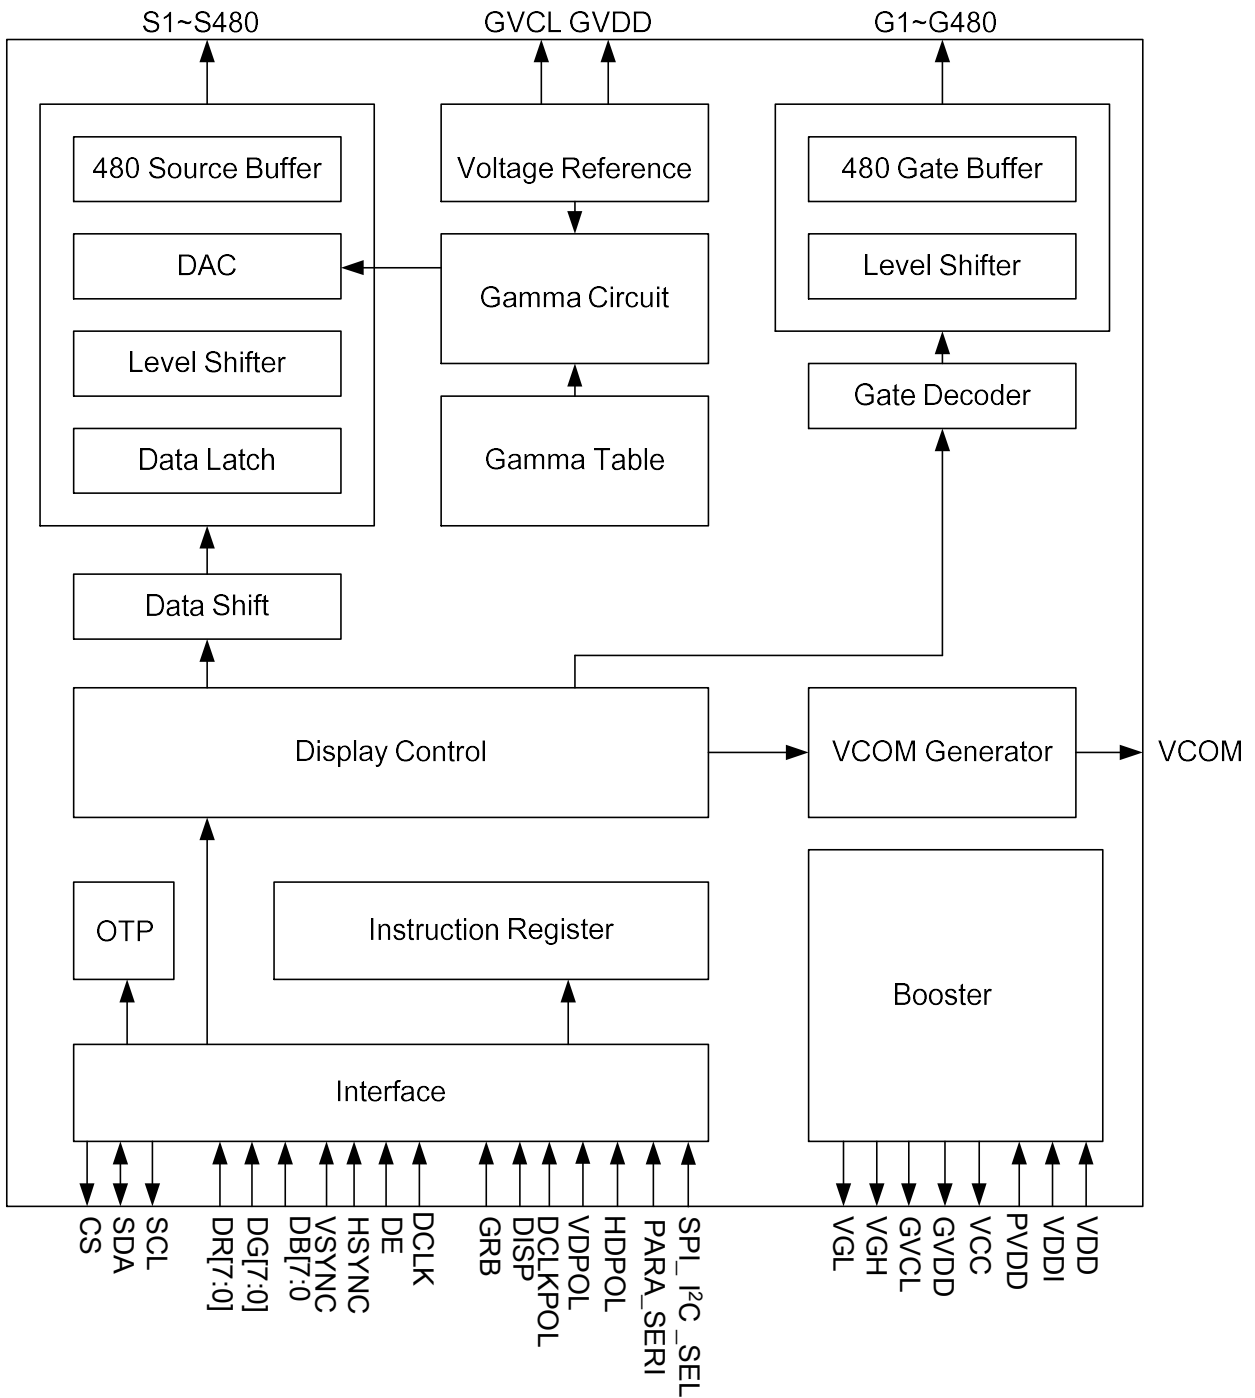 S1~S480
GVCL GVDD
G1~G480
480 Source Buffer
Voltage Reference
480 Gate Buffer
DAC
Gamma Circuit
Level Shifter
Level Shifter
Gate Decoder
Data Latch
Gamma Table
Data Shift
Display Control
VCOM Generator
VCOM
OTP
Instruction Register
Booster
Interface
CS
SDA
SCL
DR[7:0]
DG[7:0]
DB[7:0
VSYNC
HSYNC
DE
DCLK
GRB
DISP
DCLKPOL
VDPOL
HDPOL
PARA_SERI
SPI_ I²C _SEL
VGL
VGH
GVCL
GVDD
VCC
PVDD
VDDI
VDD